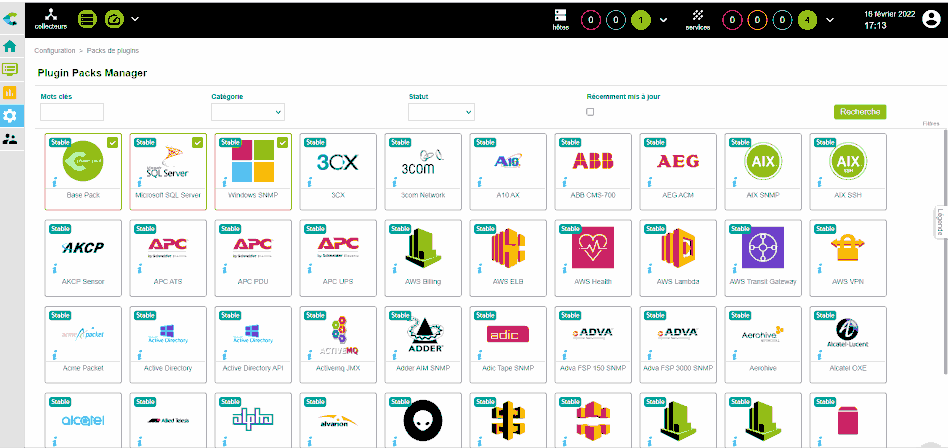 collecteurs
hôtes
0 0 1
services
0 0 0 4
16 février 2022
17:13
Configuration > Packs de plugins
Plugin Packs Manager
Mots clés Catégorie Statut Récemment mis à jour
Recherche
Filtres
Légende
Stable Stable Stable Stable Stable Stable Stable Stable Stable Stable
SQL Server 3CX 3com A10 ABB AEG AIX AIX
SSH
Base Pack Microsoft SQL Server Windows SNMP 3CX 3com Network A10 AX ABB CMS-700 AEG ACM AIX SNMP AIX SSH
Stable Stable Stable Stable Stable Stable Stable Stable Stable Stable
AKCP APC APC APC
by Schneider Electric by Schneider Electric by Schneider Electric
AKCP Sensor APC ATS APC PDU APC UPS AWS Billing AWS ELB AWS Health AWS Lambda AWS Transit Gateway AWS VPN
Stable Stable Stable Stable Stable Stable Stable Stable Stable Stable
acme packet Active Directory Active Directory ACTIVEMQ ADDER adic ADVA ADVA Aerohive Alcatel-Lucent
Acme Packet Active Directory Active Directory API Activemq JMX Adder AIM SNMP Adic Tape SNMP Adva FSP 150 SNMP Adva FSP 3000 SNMP Aerohive Alcatel OXE
Stable Stable Stable Stable Stable Stable Stable Stable Stable Stable
alcatel Allied Telesis alpha alvarion